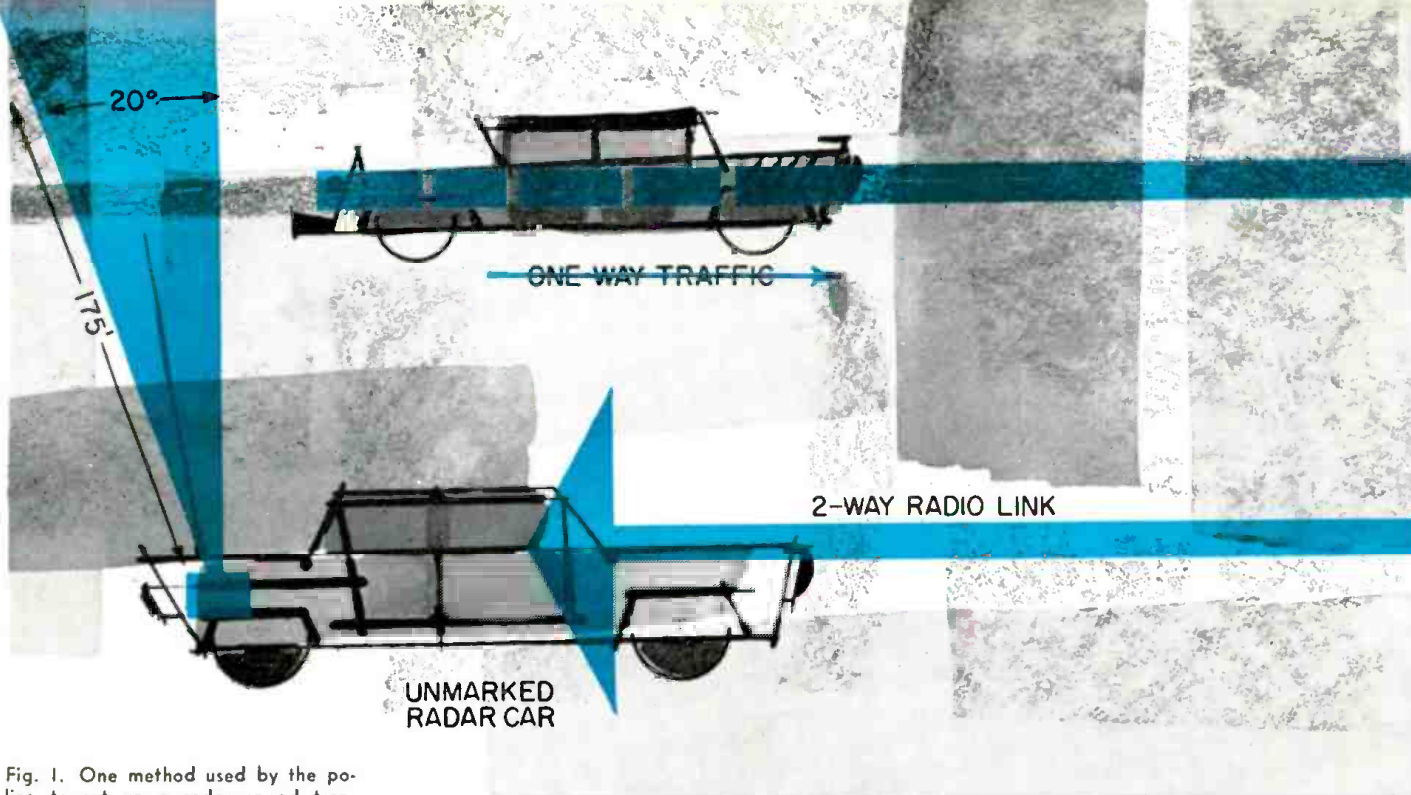 20°
175'
ONE WAY TRAFFIC
2-WAY RADIO LINK
UNMARKED
RADAR CAR
Fig. 1. One method used by the po-